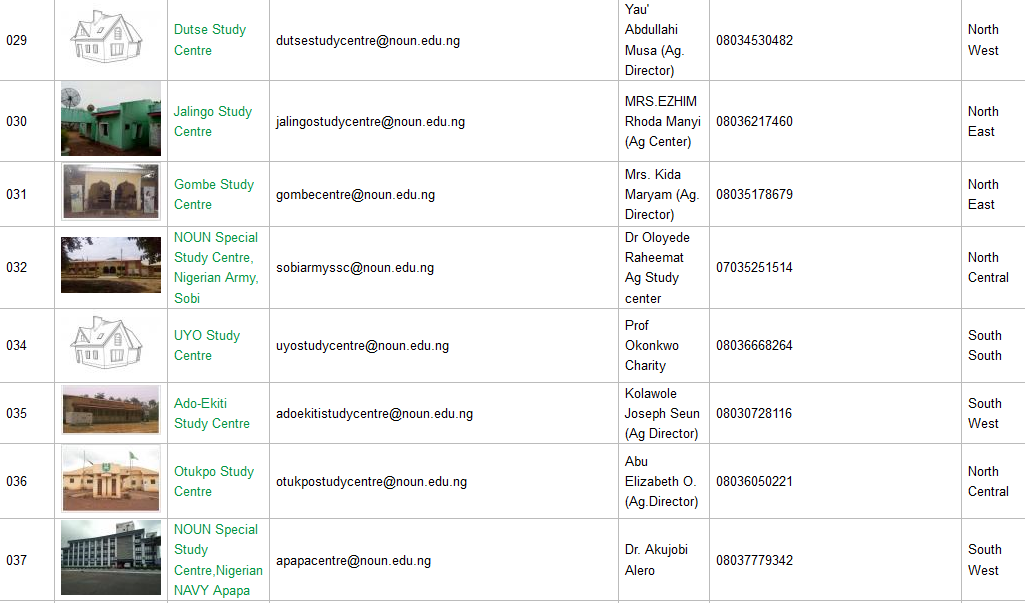 029
Dutse Study
Centre
dutsestudycentre@noun.edu.ng
Yau'
Abdullahi
Musa (Ag.
Director)
08034530482
North
West
030
Jalingo Study
Centre
jalingostudycentre@noun.edu.ng
MRS.EZHIM
Rhoda Manyi
(Ag Center)
08036217460
North
East
031
Gombe Study
Centre
gombecentre@noun.edu.ng
Mrs. Kida
Maryam (Ag.
Director)
08035178679
North
East
032
NOUN Special
Study Centre,
Nigerian Army,
Sobi
sobiarmyssc@noun.edu.ng
Dr Oloyede
Raheemat
Ag Study
center
07035251514
North
Central
034
UYO Study
Centre
uyostudycentre@noun.edu.ng
Prof
Okonkwo
Charity
08036668264
South
South
035
Ado-Ekiti
Study Centre
adoekitistudycentre@noun.edu.ng
Kolawole
Joseph Seun
(Ag Director)
08030728116
South
West
036
Otukpo Study
Centre
otukpostudycentre@noun.edu.ng
Abu
Elizabeth O.
(Ag.Director)
08036050221
North
Central
037
NOUN Special
Study
Centre,Nigerian
NAVY Apapa
apapacentre@noun.edu.ng
Dr. Akujobi
Alero
08037779342
South
West